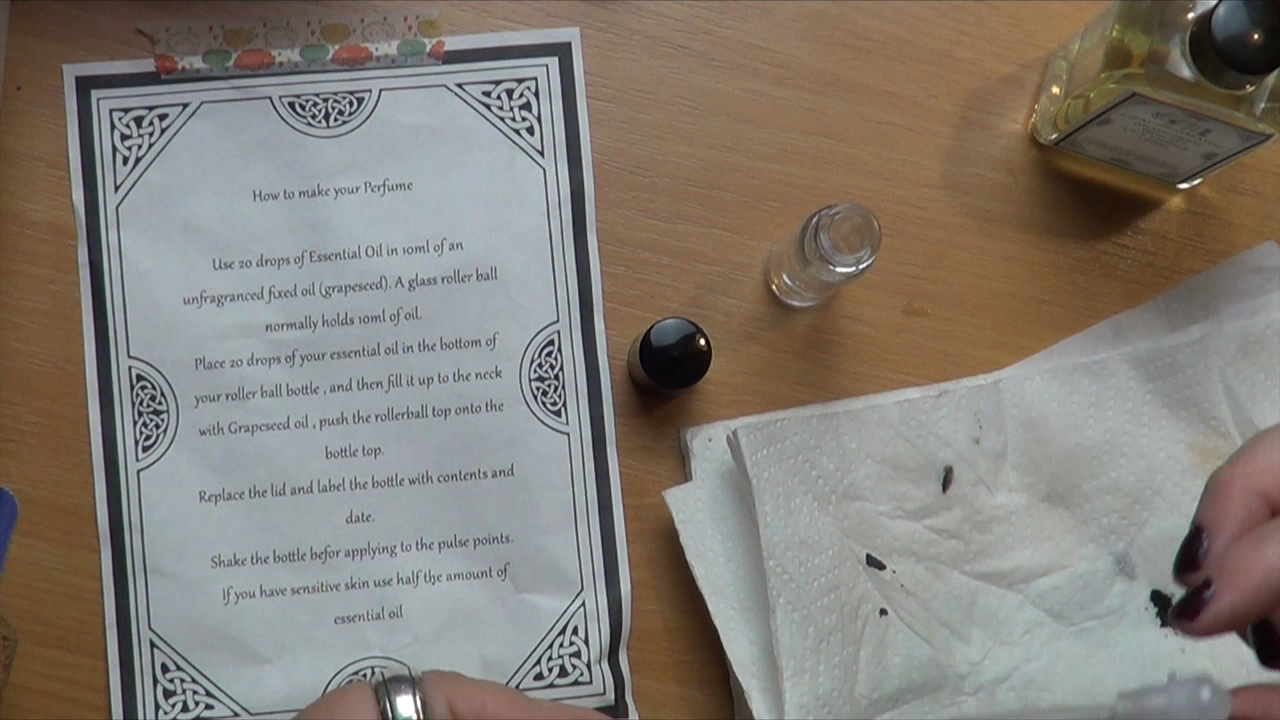 How to make your Perfume
Use 20 drops of Essential Oil in 10ml of an
unfragranced fixed oil (grapeseed). A glass roller ball
normally holds 10ml of oil.
Place 20 drops of your essential oil in the bottom of
your roller ball bottle , and then fill it up to the neck
with Grapeseed oil , push the rollerball top onto the
bottle top.
Replace the lid and label the bottle with contents and
date.
Shake the bottle befor applying to the pulse points.
If you have sensitive skin use half the amount of
essential oil